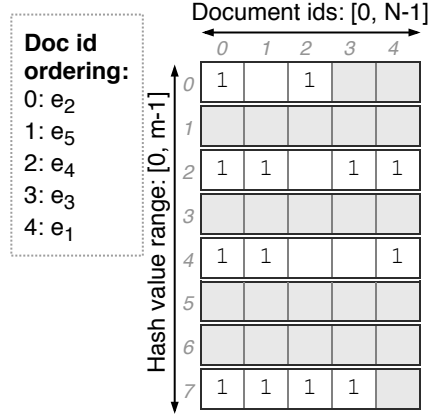 Document ids: [0, N-1]
Doc id
ordering:
0: e2
1: e5
2: e4
3: e3
4: e1
Hash value range: [0, m-1]
0 1 2 3 4
0 1 1
1
2 1 1 1 1
3
4 1 1 1
5
6
7 1 1 1 1